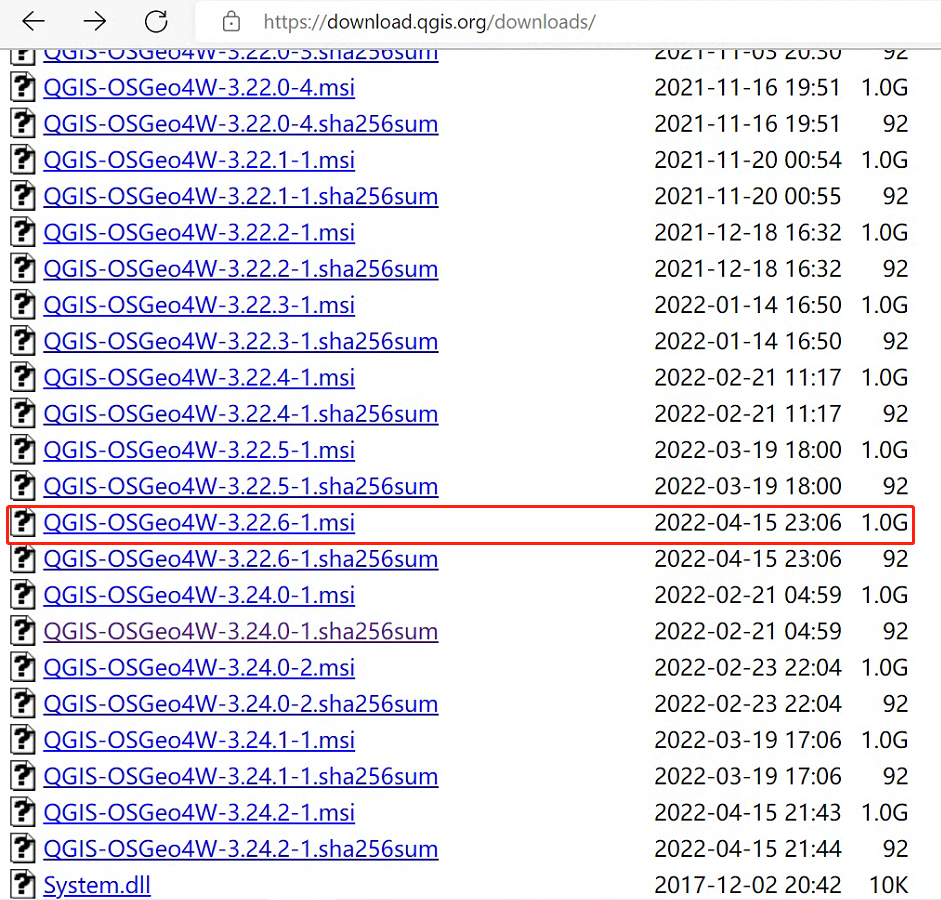 https://download.qgis.org/downloads/
QGIS-OSGeo4W-3.22.0-3.sha256sum 2021-11-03 20:30 92
QGIS-OSGeo4W-3.22.0-4.msi 2021-11-16 19:51 1.0G
QGIS-OSGeo4W-3.22.0-4.sha256sum 2021-11-16 19:51 92
QGIS-OSGeo4W-3.22.1-1.msi 2021-11-20 00:54 1.0G
QGIS-OSGeo4W-3.22.1-1.sha256sum 2021-11-20 00:55 92
QGIS-OSGeo4W-3.22.2-1.msi 2021-12-18 16:32 1.0G
QGIS-OSGeo4W-3.22.2-1.sha256sum 2021-12-18 16:32 92
QGIS-OSGeo4W-3.22.3-1.msi 2022-01-14 16:50 1.0G
QGIS-OSGeo4W-3.22.3-1.sha256sum 2022-01-14 16:50 92
QGIS-OSGeo4W-3.22.4-1.msi 2022-02-21 11:17 1.0G
QGIS-OSGeo4W-3.22.4-1.sha256sum 2022-02-21 11:17 92
QGIS-OSGeo4W-3.22.5-1.msi 2022-03-19 18:00 1.0G
QGIS-OSGeo4W-3.22.5-1.sha256sum 2022-03-19 18:00 92
QGIS-OSGeo4W-3.22.6-1.msi 2022-04-15 23:06 1.0G
QGIS-OSGeo4W-3.22.6-1.sha256sum 2022-04-15 23:06 92
QGIS-OSGeo4W-3.24.0-1.msi 2022-02-21 04:59 1.0G
QGIS-OSGeo4W-3.24.0-1.sha256sum 2022-02-21 04:59 92
QGIS-OSGeo4W-3.24.0-2.msi 2022-02-23 22:04 1.0G
QGIS-OSGeo4W-3.24.0-2.sha256sum 2022-02-23 22:04 92
QGIS-OSGeo4W-3.24.1-1.msi 2022-03-19 17:06 1.0G
QGIS-OSGeo4W-3.24.1-1.sha256sum 2022-03-19 17:06 92
QGIS-OSGeo4W-3.24.2-1.msi 2022-04-15 21:43 1.0G
QGIS-OSGeo4W-3.24.2-1.sha256sum 2022-04-15 21:44 92
System.dll 2017-12-02 20:42 10K